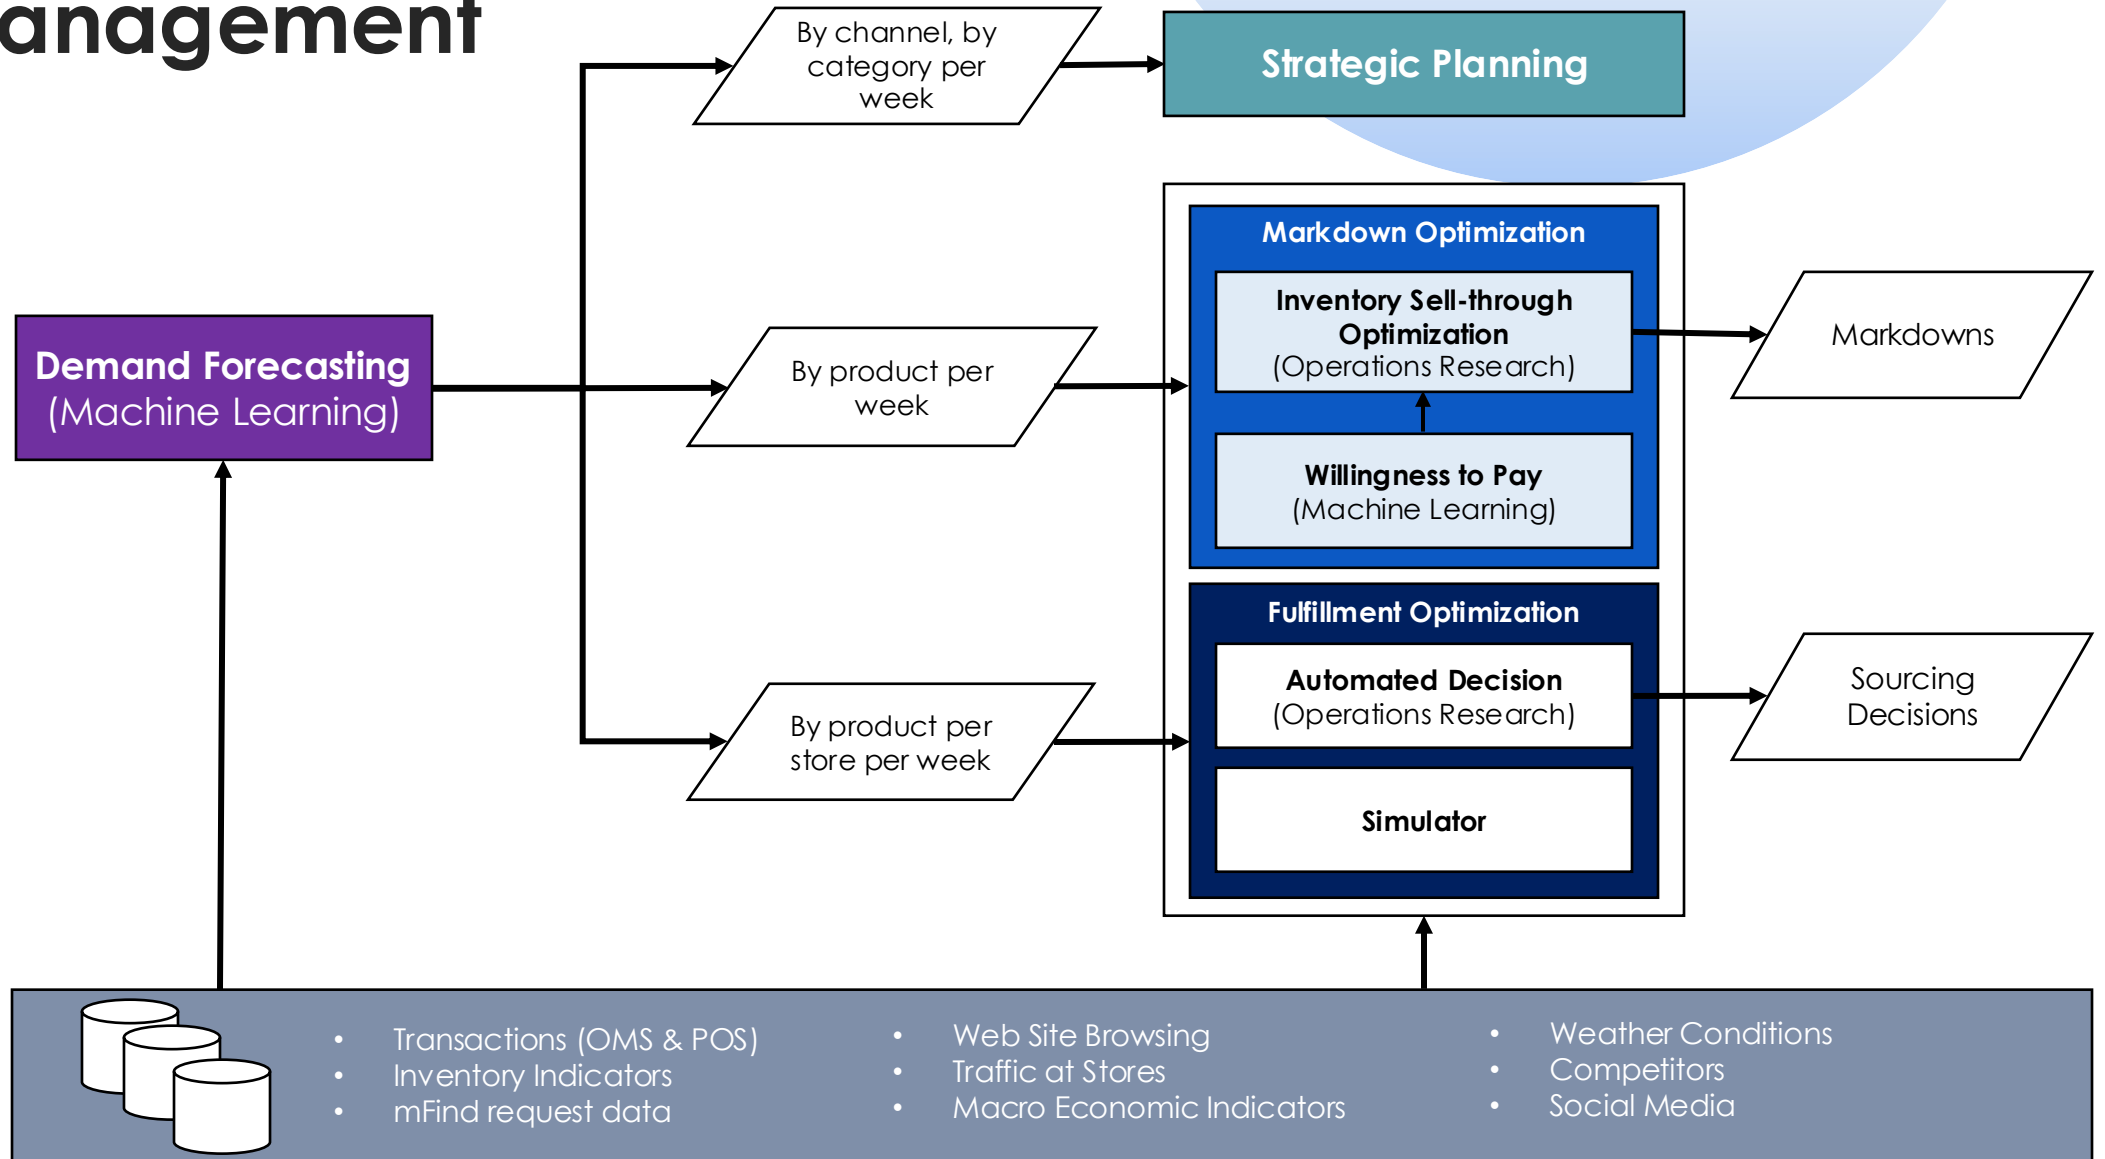 anagement
By channel, by
category per
week
Strategic Planning
Markdown Optimization
Inventory Sell-through
Optimization
(Operations Research)
Markdowns
Demand Forecasting
(Machine Learning)
By product per
week
Willingness to Pay
(Machine Learning)
Fulfillment Optimization
Automated Decision
(Operations Research)
Sourcing
Decisions
By product per
store per week
Simulator
• Transactions (OMS & POS)
• Inventory Indicators
• mFind request data
• Web Site Browsing
• Traffic at Stores
• Macro Economic Indicators
• Weather Conditions
• Competitors
• Social Media